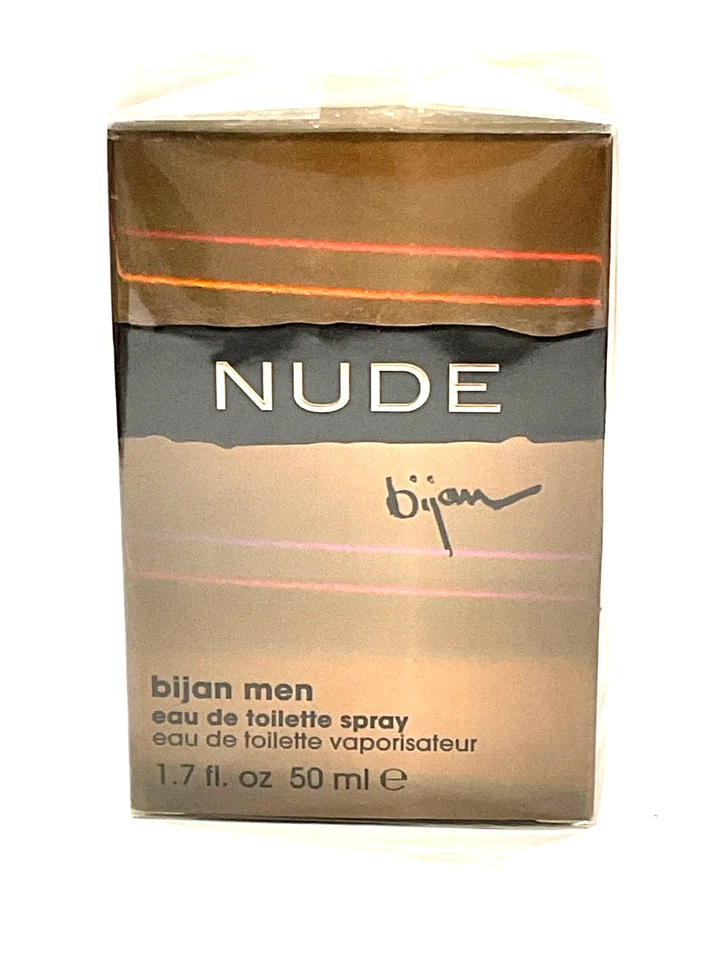 NUDE
bijan
bijan men
eau de toilette spray
eau de toilette vaporisateur
1.7 fl. oz 50 ml ℮